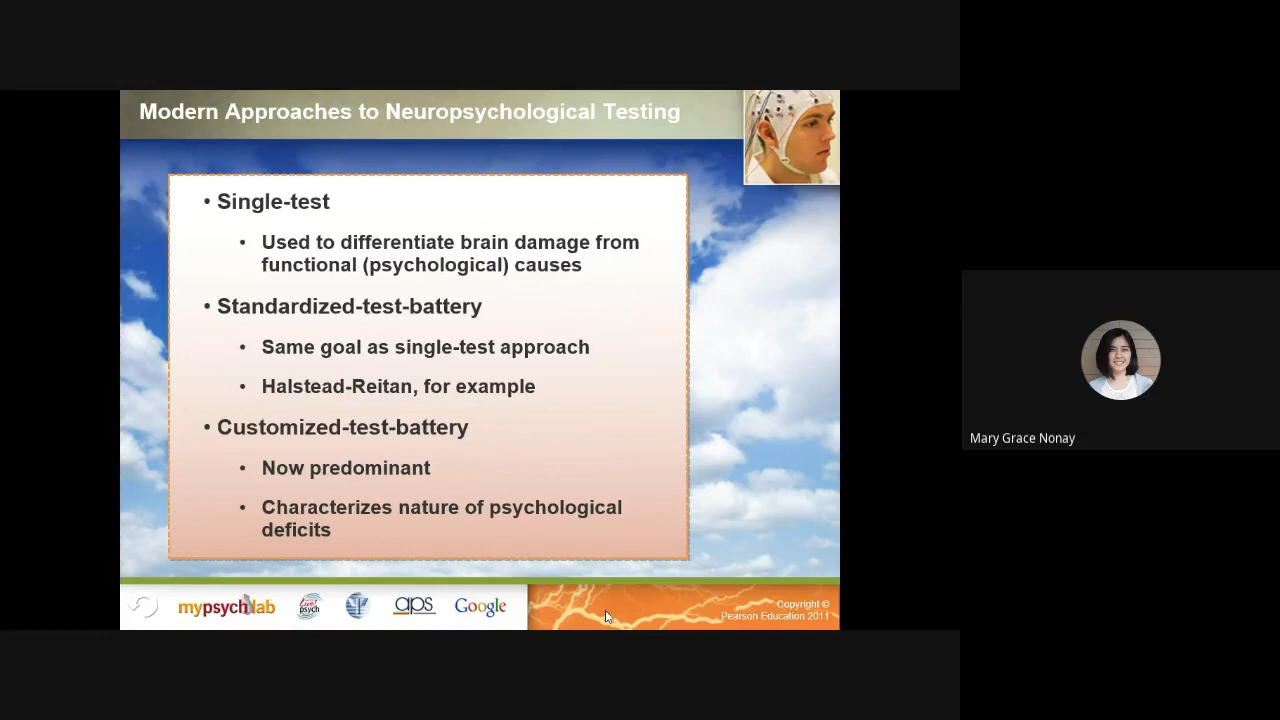 Modern Approaches to Neuropsychological Testing
• Single-test
• Used to differentiate brain damage from
functional (psychological) causes
• Standardized-test-battery
• Same goal as single-test approach
• Halstead-Reitan, for example
• Customized-test-battery
• Now predominant
• Characterizes nature of psychological
deficits
mypsychlab
Live!
psych
aps
Google
Copyright ©
Pearson Education 2011
Mary Grace Nonay